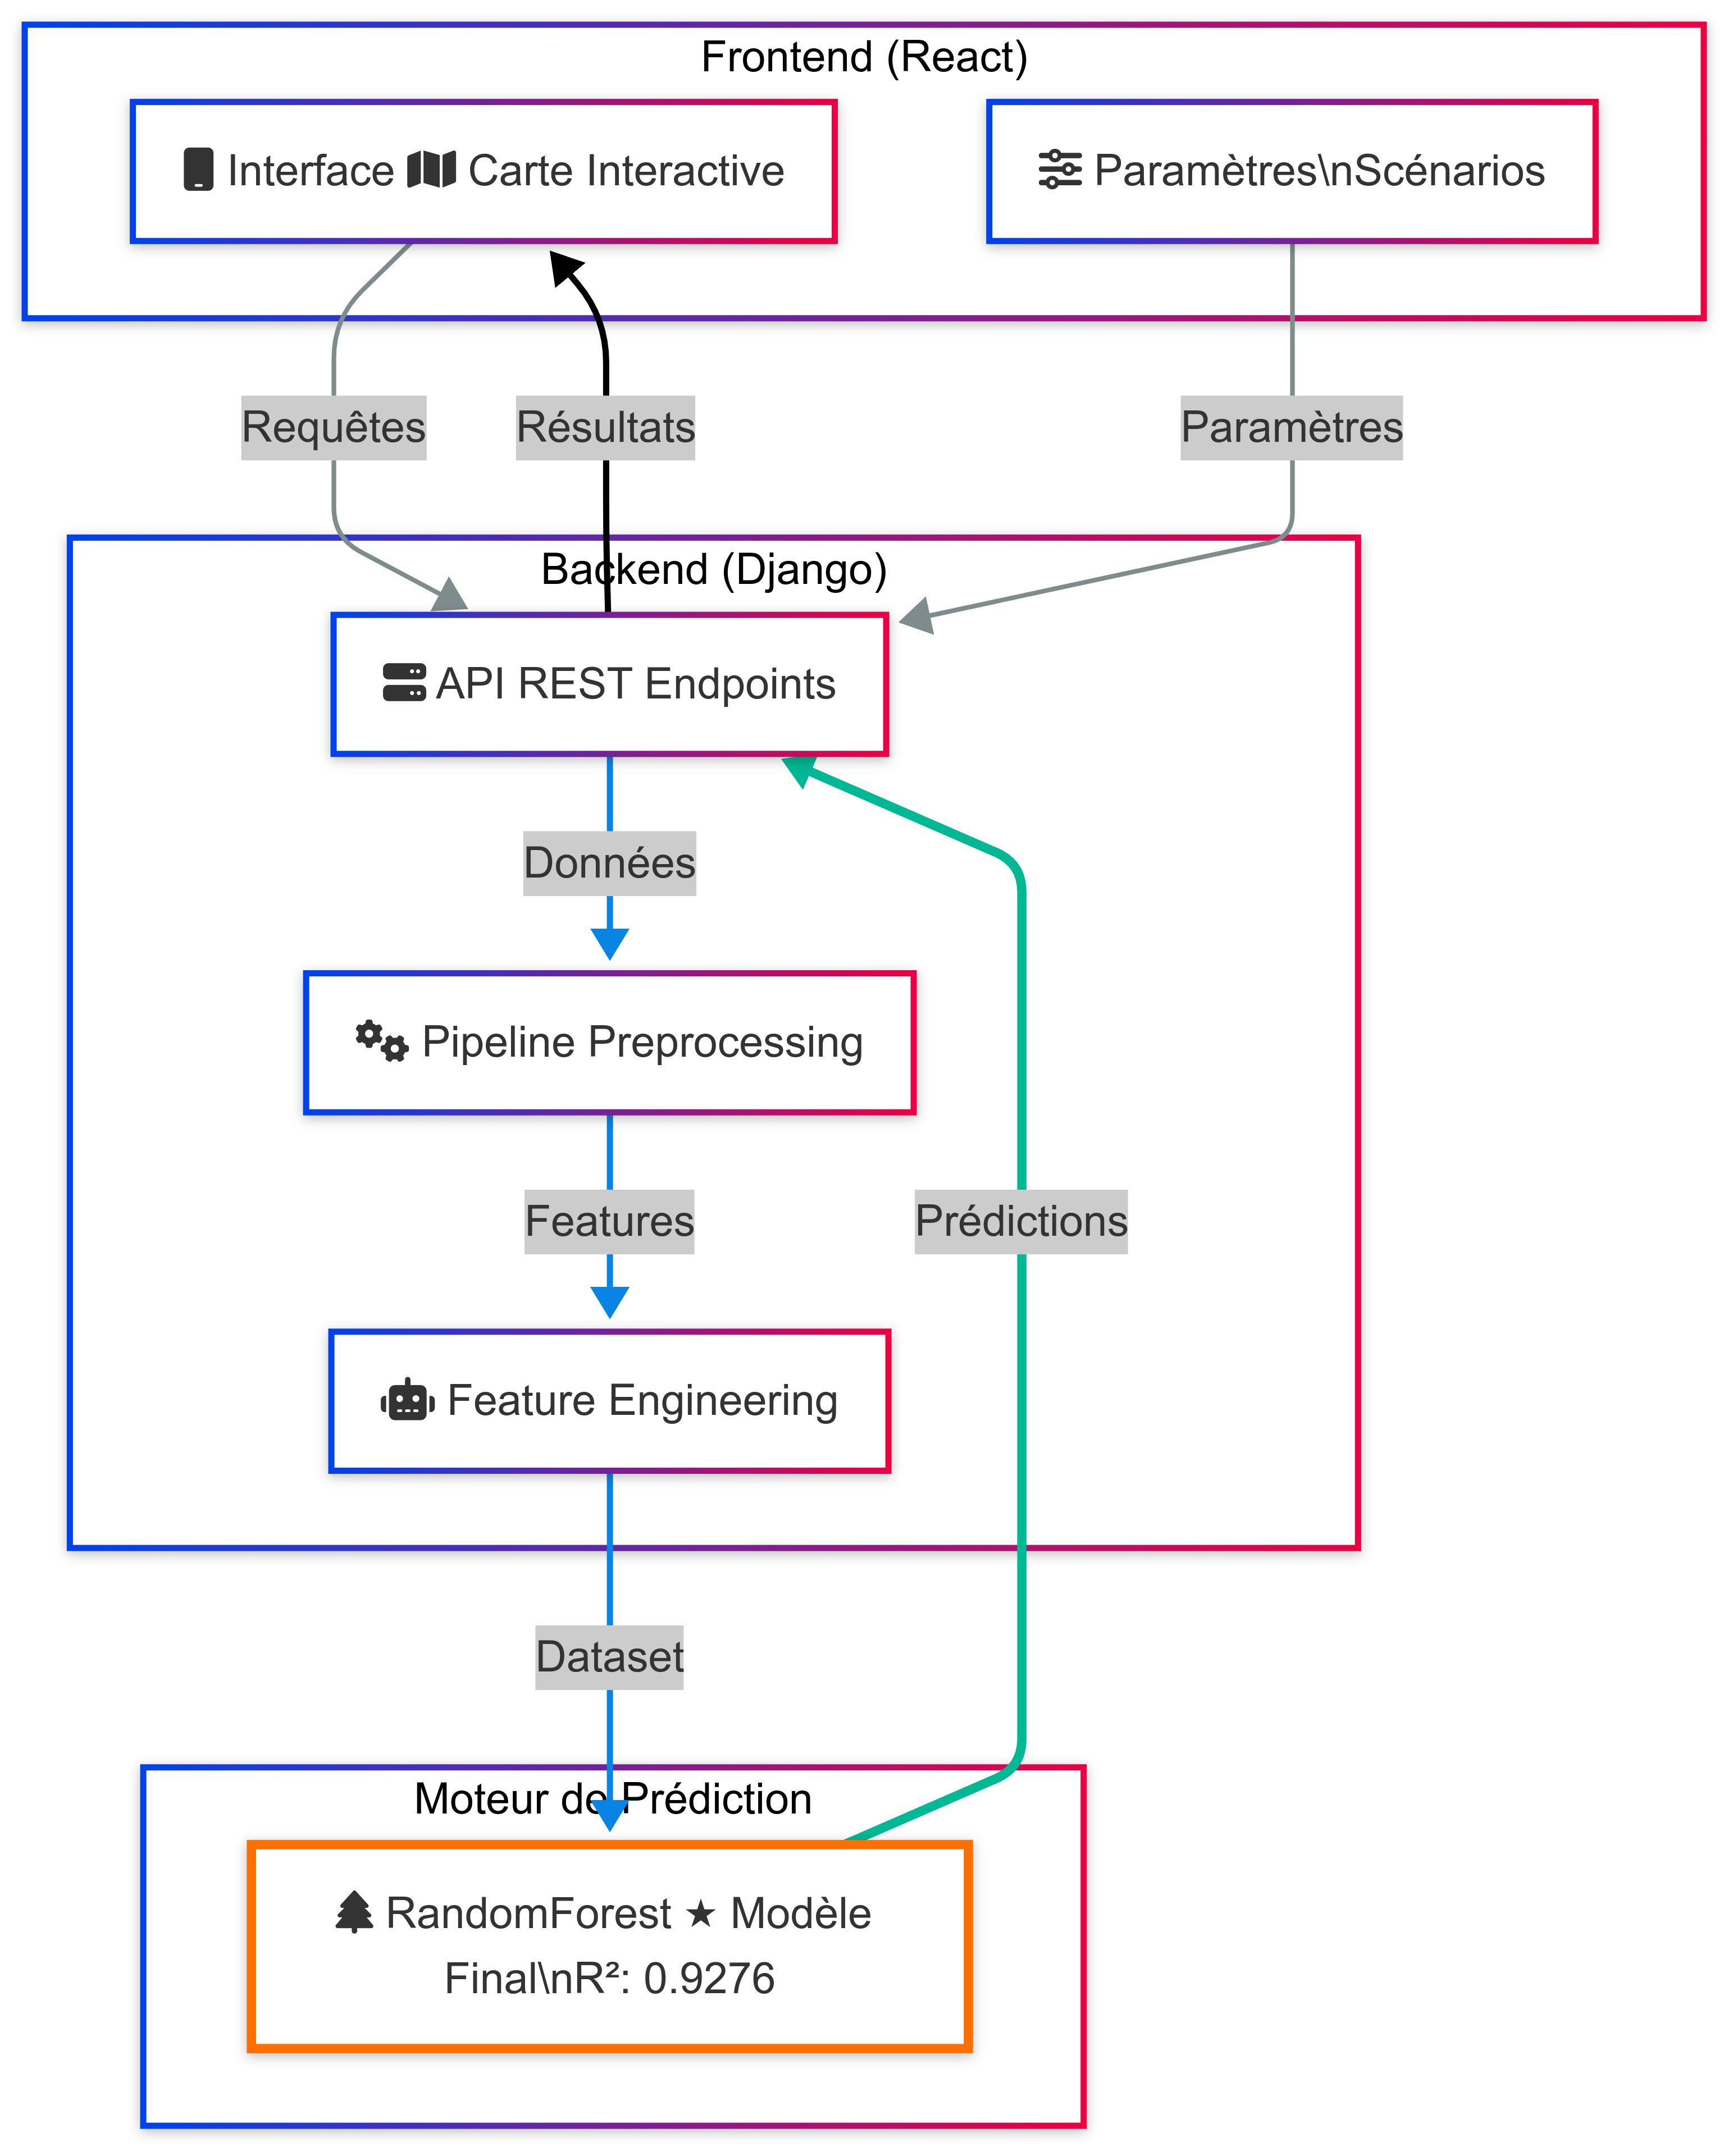 Frontend (React)
Interface Carte Interactive
Paramètres\nScénarios
Requêtes
Résultats
Paramètres
Backend (Django)
API REST Endpoints
Données
Pipeline Preprocessing
Features
Prédictions
Feature Engineering
Dataset
Moteur de Prédiction
RandomForest ★ Modèle
Final\nR²: 0.9276